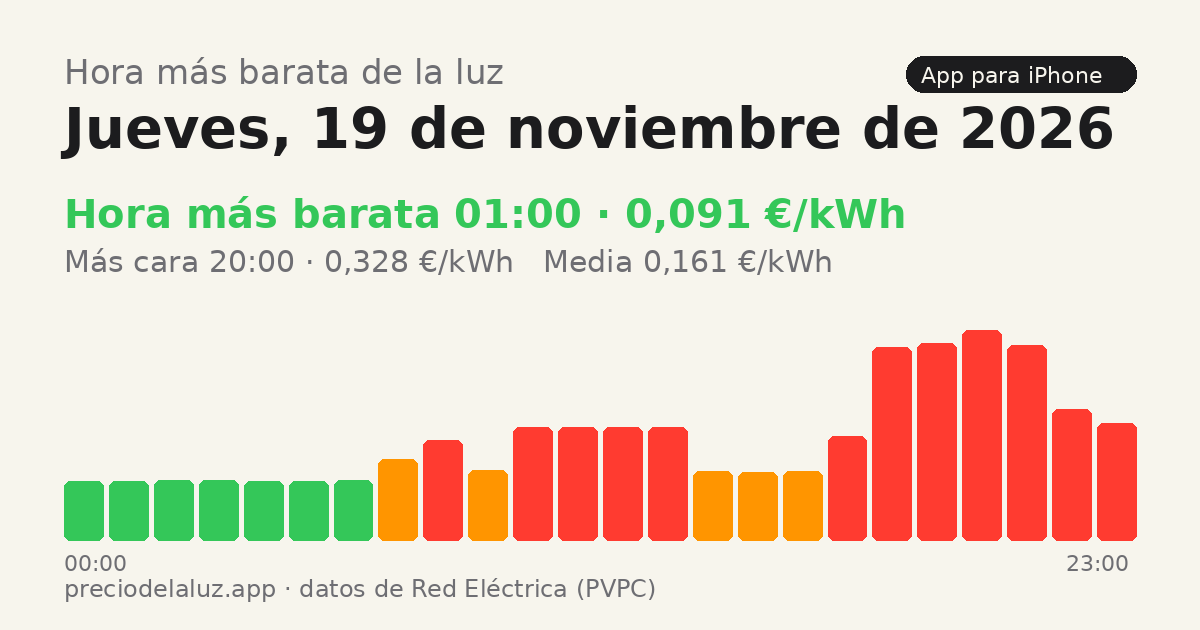 Hora más barata de la luz
App para iPhone
Jueves, 19 de noviembre de 2026
Hora más barata 01:00 · 0,091 €/kWh
Más cara 20:00 · 0,328 €/kWh   Media 0,161 €/kWh
00:00
23:00
preciodelaluz.app · datos de Red Eléctrica (PVPC)